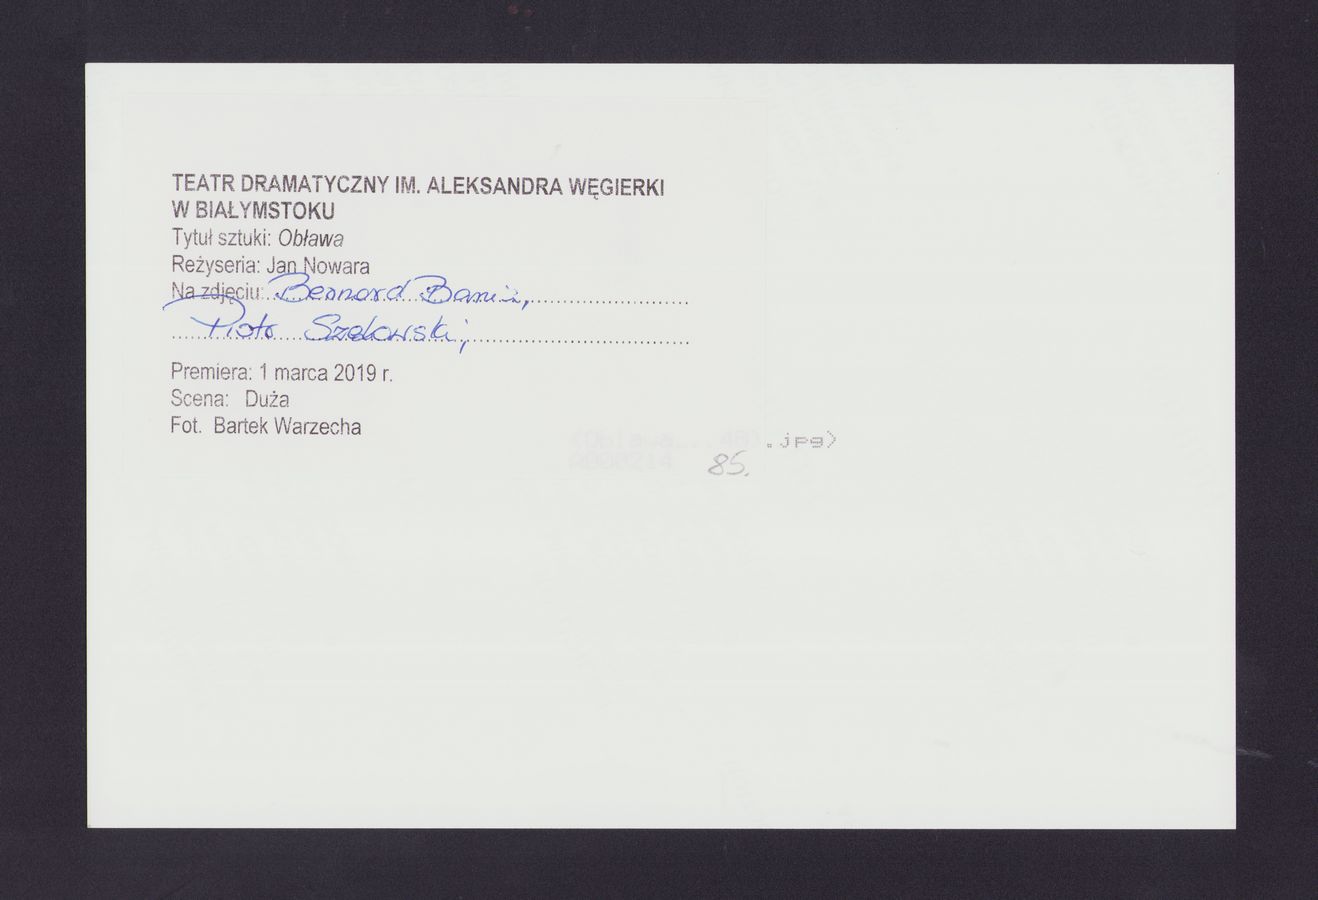 TEATR DRAMATYCZNY IM. ALEKSANDRA WĘGIERKI
W BIAŁYMSTOKU
Tytuł sztuki: Obława
Reżyseria: Jan Nowara
Na zdjęciu: Bernard Bania,
Piotr Szekowski,
Premiera: 1 marca 2019 r.
Scena: Duża
Fot. Bartek Warzecha
.jpg)
85.